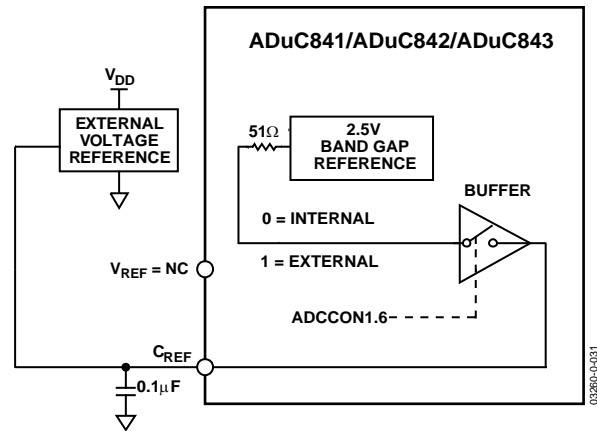 ADuC841/ADuC842/ADuC843
VDD
EXTERNAL
VOLTAGE
REFERENCE
51Ω
2.5V
BAND GAP
REFERENCE
BUFFER
0 = INTERNAL
1 = EXTERNAL
VREF = NC
ADCCON1.6
CREF
0.1μF
03260-0-031